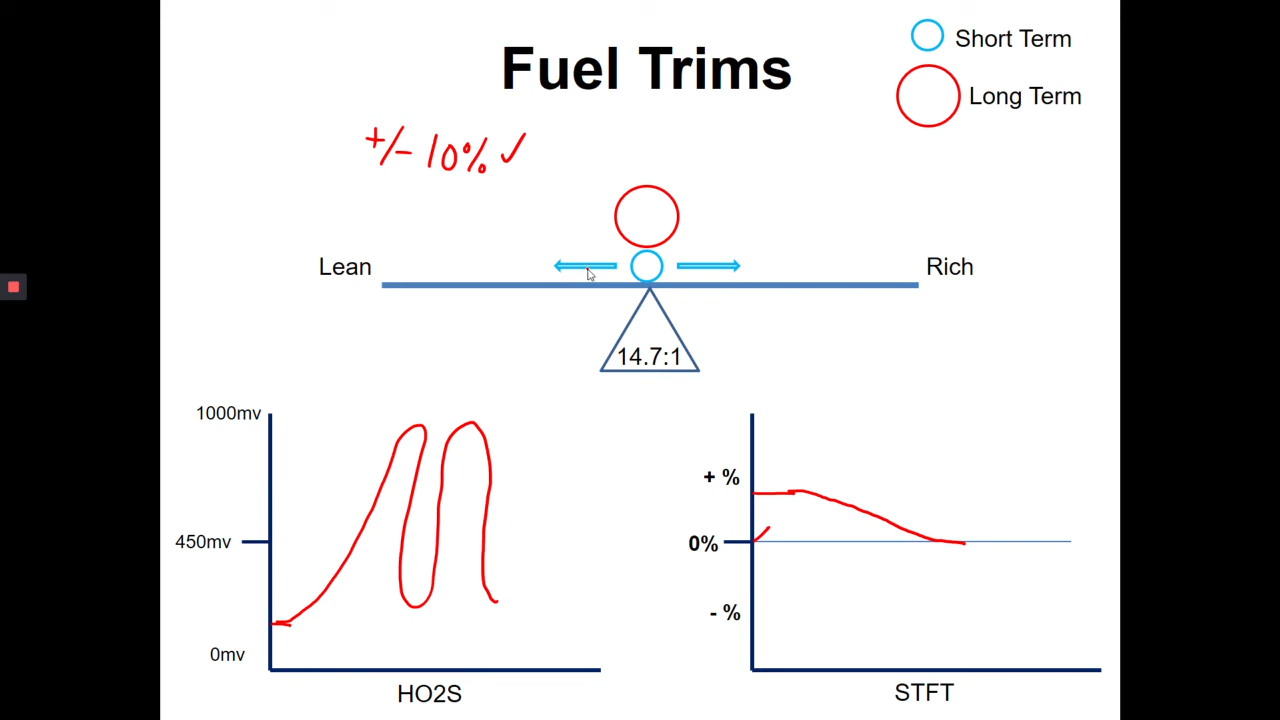 Fuel Trims
Short Term
Long Term
+/- 10% ✓
Lean
Rich
14.7:1
1000mv
450mv
0mv
HO2S
+ %
0%
- %
STFT